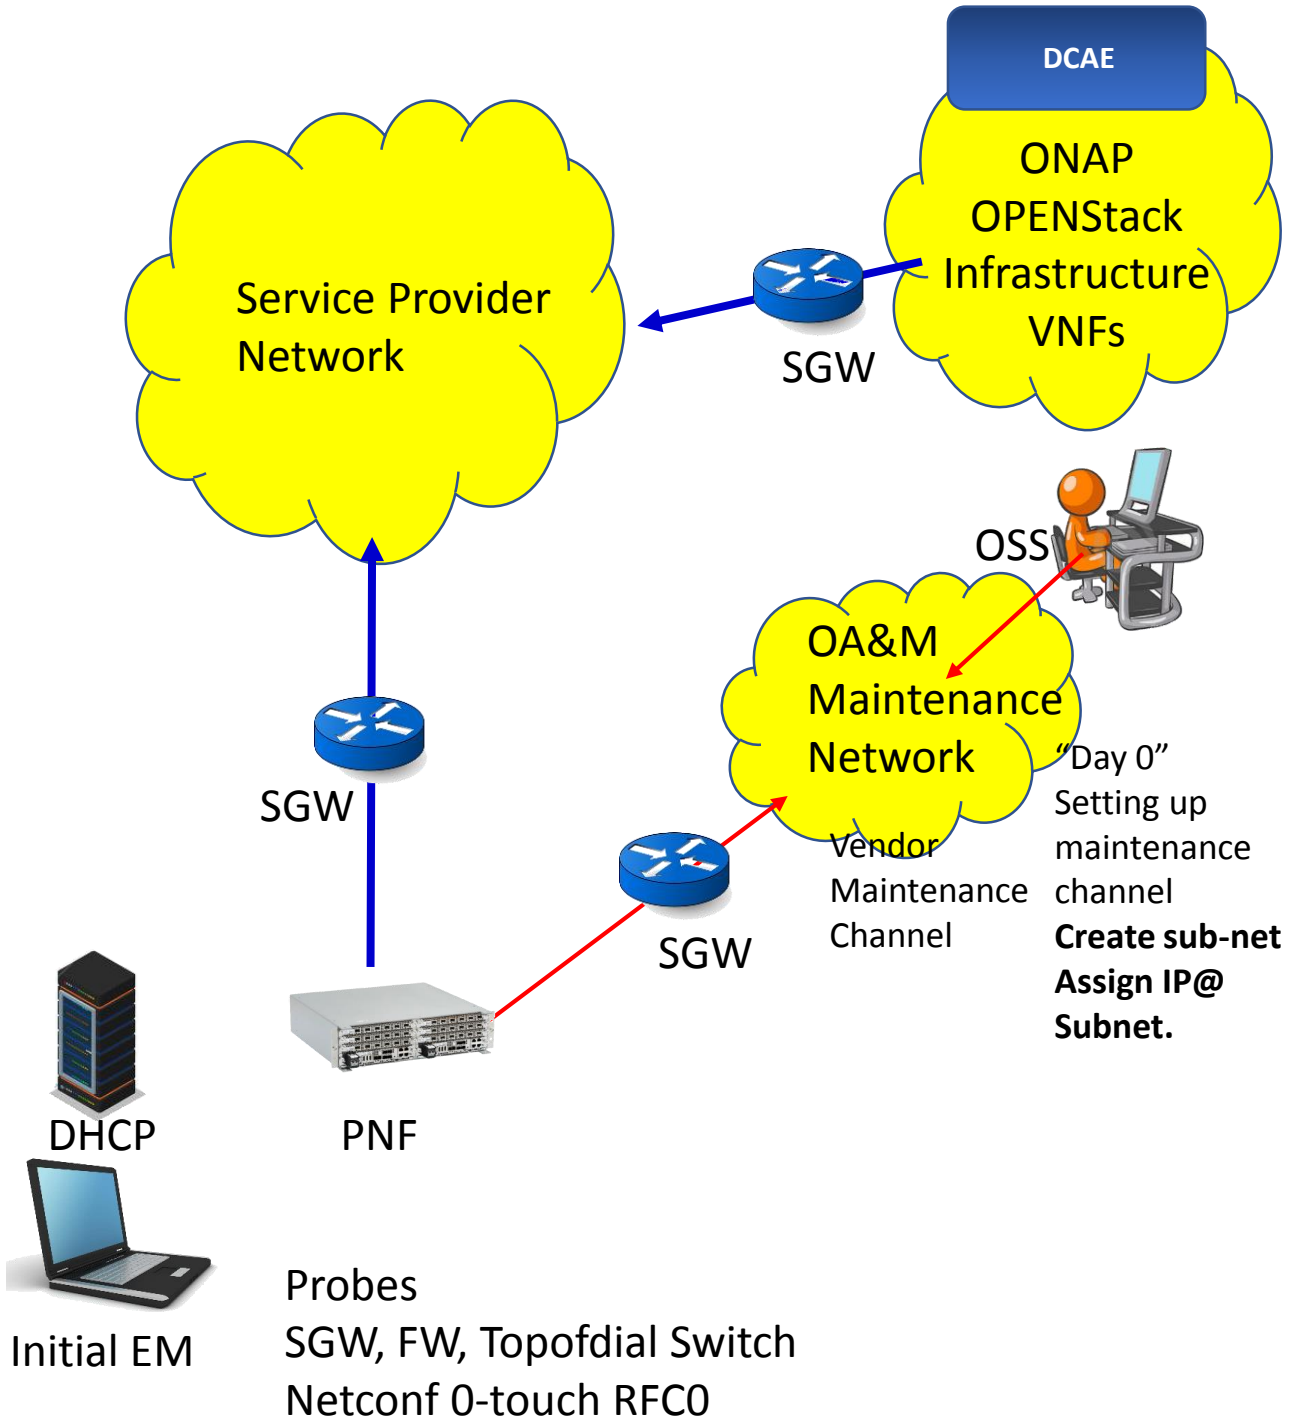 DCAE
ONAP
OPENStack
Infrastructure
VNFs
Service Provider
Network
SGW
OSS
OA&M
Maintenance
Network
"Day 0"
Setting up
maintenance
channel
Create sub-net
Assign IP@
Subnet.
Vendor
Maintenance
Channel
SGW
SGW
DHCP
PNF
Initial EM
Probes
SGW, FW, Topofdial Switch
Netconf 0-touch RFC0